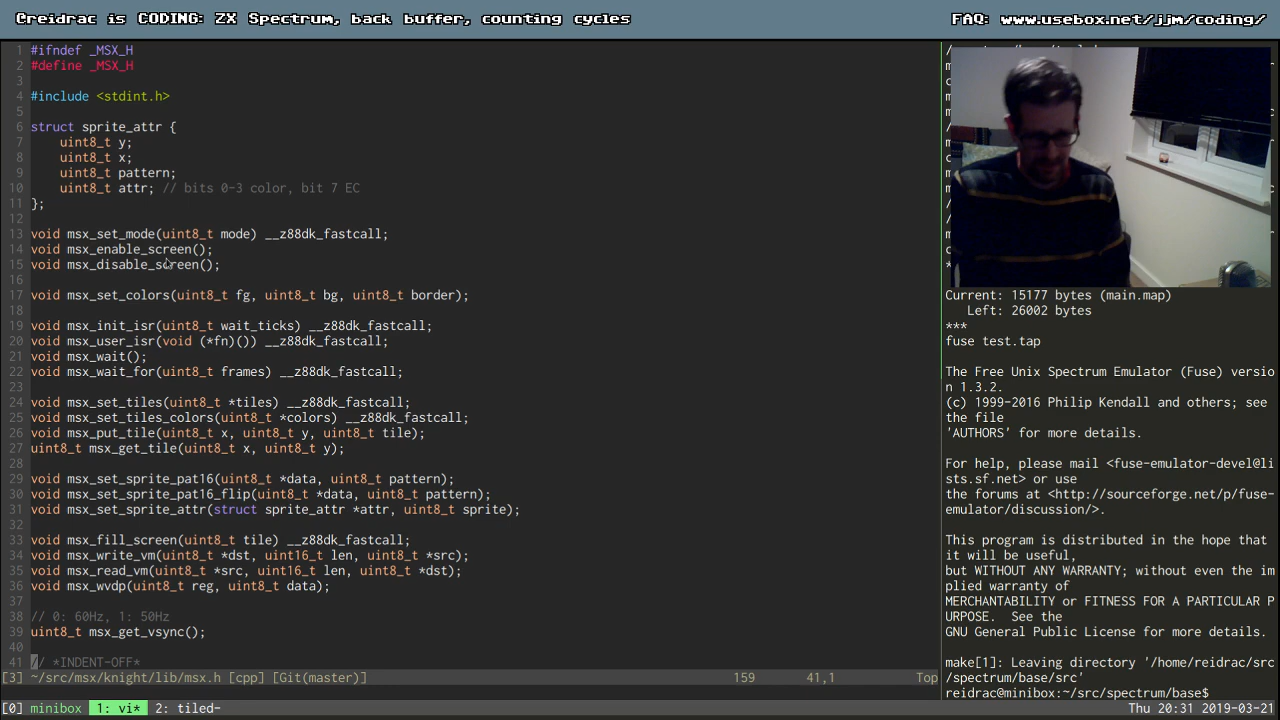 @reidrac is CODING: ZX Spectrum, back buffer, counting cycles
FAQ: www.usebox.net/jjm/coding/
1 #ifndef _MSX_H
2 #define _MSX_H
3
4 #include <stdint.h>
5
6 struct sprite_attr {
7 uint8_t y;
8 uint8_t x;
9 uint8_t pattern;
10 uint8_t attr; // bits 0-3 color, bit 7 EC
11 };
12
13 void msx_set_mode(uint8_t mode) __z88dk_fastcall;
14 void msx_enable_screen();
15 void msx_disable_screen();
16
17 void msx_set_colors(uint8_t fg, uint8_t bg, uint8_t border);
18
19 void msx_init_isr(uint8_t wait_ticks) __z88dk_fastcall;
20 void msx_user_isr(void (*fn)()) __z88dk_fastcall;
21 void msx_wait();
22 void msx_wait_for(uint8_t frames) __z88dk_fastcall;
23
24 void msx_set_tiles(uint8_t *tiles) __z88dk_fastcall;
25 void msx_set_tiles_colors(uint8_t *colors) __z88dk_fastcall;
26 void msx_put_tile(uint8_t x, uint8_t y, uint8_t tile);
27 uint8_t msx_get_tile(uint8_t x, uint8_t y);
28
29 void msx_set_sprite_pat16(uint8_t *data, uint8_t pattern);
30 void msx_set_sprite_pat16_flip(uint8_t *data, uint8_t pattern);
31 void msx_set_sprite_attr(struct sprite_attr *attr, uint8_t sprite);
32
33 void msx_fill_screen(uint8_t tile) __z88dk_fastcall;
34 void msx_write_vm(uint8_t *dst, uint16_t len, uint8_t *src);
35 void msx_read_vm(uint8_t *src, uint16_t len, uint8_t *dst);
36 void msx_wvdp(uint8_t reg, uint8_t data);
37
38 // 0: 60Hz, 1: 50Hz
39 uint8_t msx_get_vsync();
40
41 // *INDENT-OFF*
[3] ~/src/msx/knight/lib/msx.h [cpp] [Git(master)] 159 41,1 Top
Current: 15177 bytes (main.map)
Left: 26002 bytes
***
fuse test.tap
The Free Unix Spectrum Emulator (Fuse) versio
n 1.3.2.
(c) 1999-2016 Philip Kendall and others; see
the file
'AUTHORS' for more details.
For help, please mail <fuse-emulator-devel@li
sts.sf.net> or use
the forums at <http://sourceforge.net/p/fuse-
emulator/discussion/>.
This program is distributed in the hope that
it will be useful,
but WITHOUT ANY WARRANTY; without even the im
plied warranty of
MERCHANTABILITY or FITNESS FOR A PARTICULAR P
URPOSE.  See the
GNU General Public License for more details.
make[1]: Leaving directory '/home/reidrac/src
/spectrum/base/src'
reidrac@minibox:~/src/spectrum/base$
[0] minibox 1: vi* 2: tiled- Thu 20:31 2019-03-21